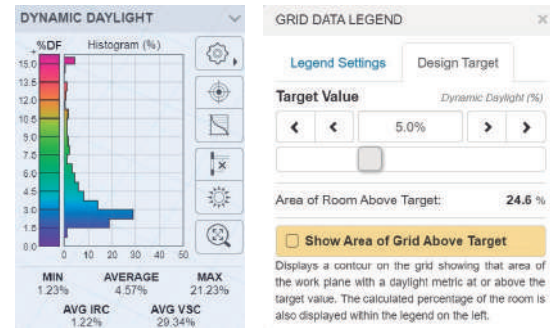 DYNAMIC DAYLIGHT
%DF Histogram (%)
+
15.0
13.5
12.0
10.5
9.0
7.5
6.0
4.5
3.0
1.5
0.0
0 10 20 30 40 50
MIN AVERAGE MAX
1.23% 4.57% 21.23%
AVG IRC AVG VSC
1.22% 29.34%
GRID DATA LEGEND
Legend Settings Design Target
Target Value Dynamic Daylight (%)
5.0%
Area of Room Above Target: 24.6 %
Show Area of Grid Above Target
Displays a contour on the grid showing that area of
the work plane with a daylight metric at or above the
target value. The calculated percentage of the room is
also displayed within the legend on the left.